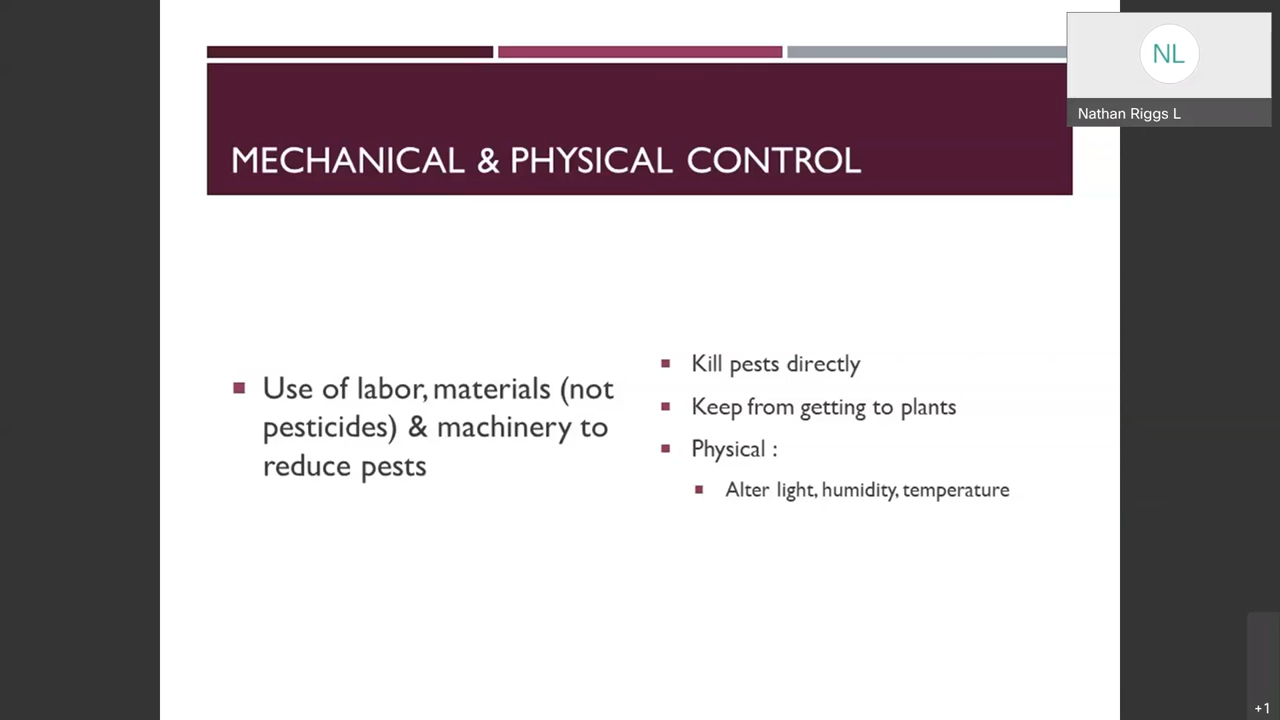 NL
Nathan Riggs L
MECHANICAL & PHYSICAL CONTROL
Use of labor, materials (not
pesticides) & machinery to
reduce pests
Kill pests directly
Keep from getting to plants
Physical :
Alter light, humidity, temperature
+1